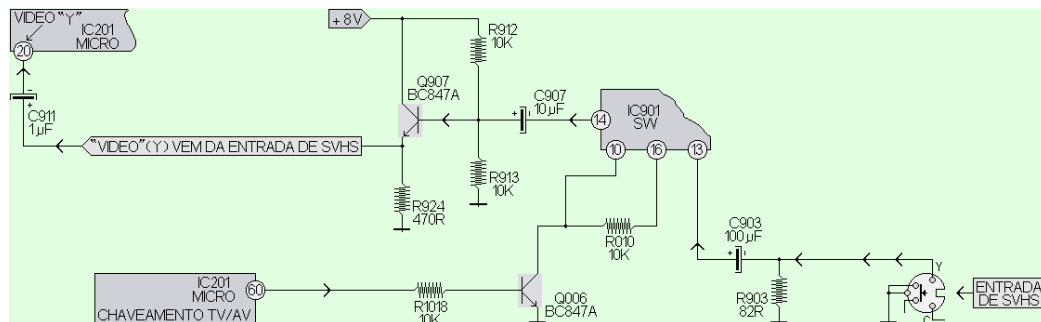 VIDEO "Y"
IC201
MICRO
20
+8V
R912
10K
Q907
BC847A
C907
10µF
IC901
SW
14
10
16
13
C911
1µF
"VIDEO"(Y) VEM DA ENTRADA DE SVHS
R913
10K
R924
470R
R010
10K
C903
100µF
IC201
MICRO
60
CHAVEAMENTO TV/AV
R1018
10K
Q006
BC847A
R903
82R
Y
C
ENTRADA
DE SVHS